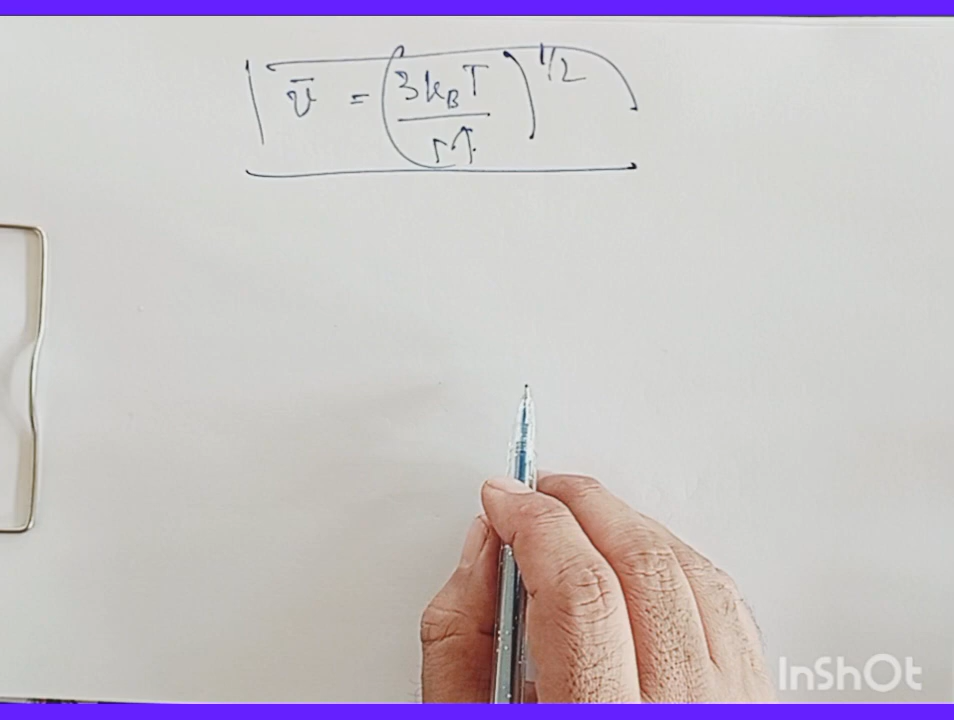 v̄ = (3k_BT / M)^1/2
InShOt